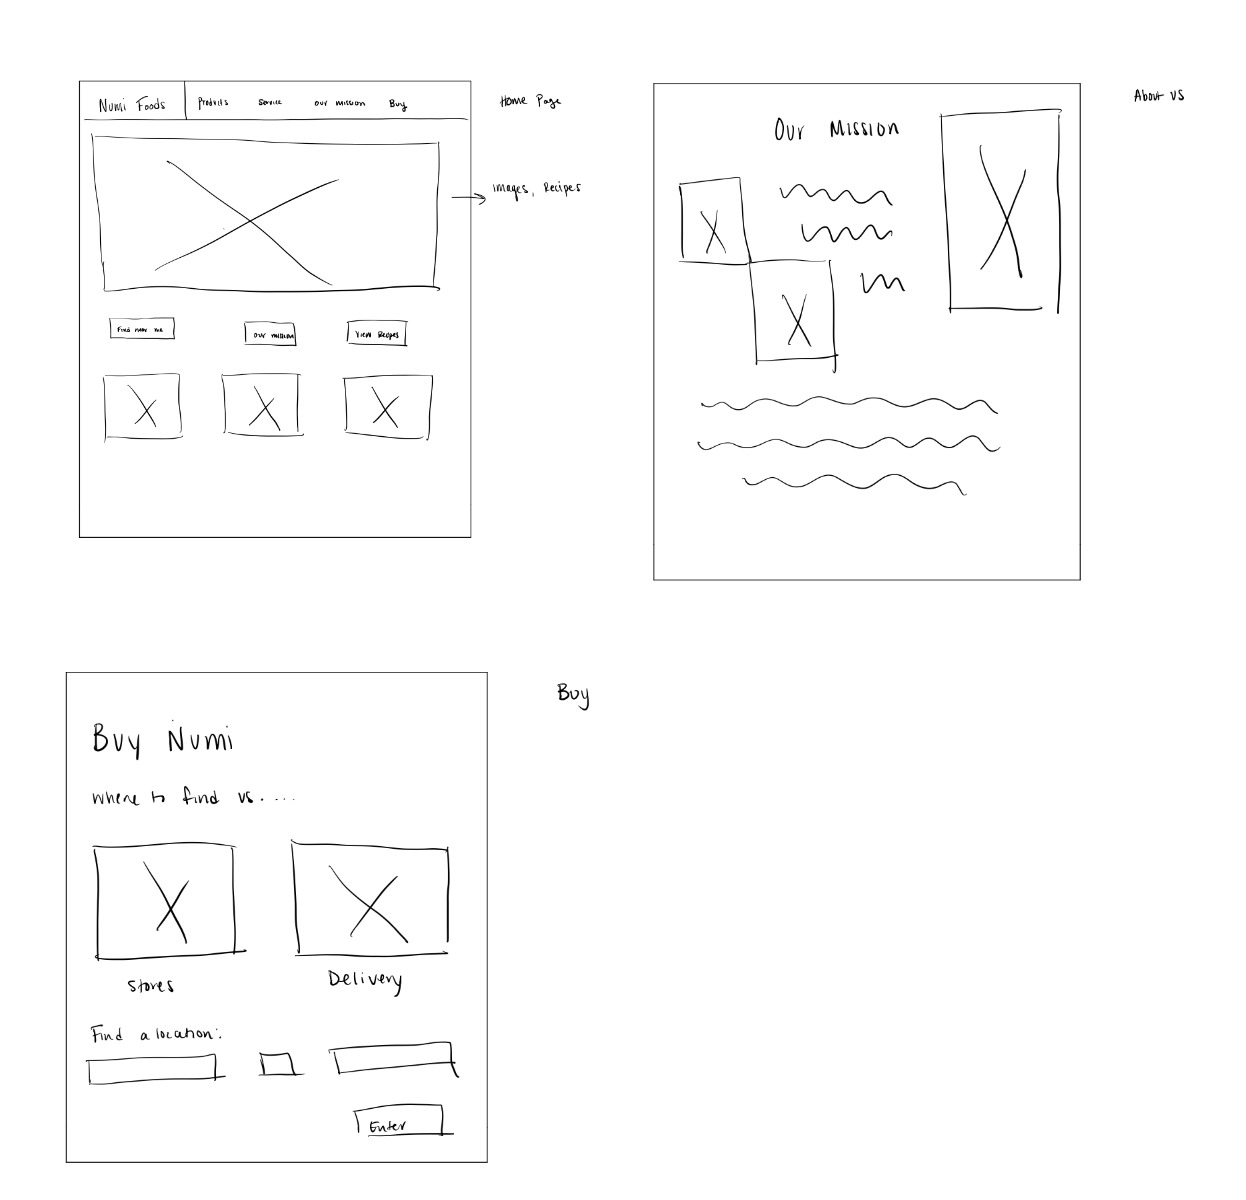 Numi Foods
Products
Service
our mission
Buy
Home Page
Images, Recipes
Find near me
our mission
View Recipes
About us
Our Mission
Buy
Buy Numi
where to find us....
Stores
Delivery
Find a location:
Enter